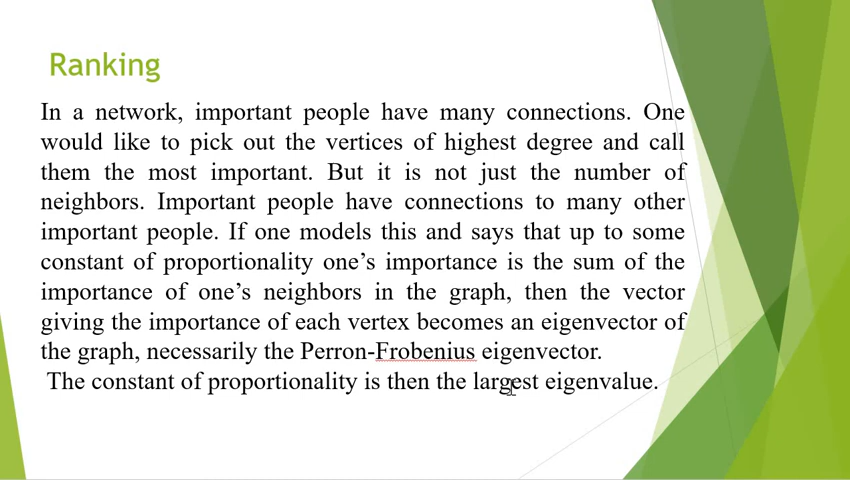 Ranking
In a network, important people have many connections. One
would like to pick out the vertices of highest degree and call
them the most important. But it is not just the number of
neighbors. Important people have connections to many other
important people. If one models this and says that up to some
constant of proportionality one’s importance is the sum of the
importance of one’s neighbors in the graph, then the vector
giving the importance of each vertex becomes an eigenvector of
the graph, necessarily the Perron-Frobenius eigenvector.
The constant of proportionality is then the largest eigenvalue.